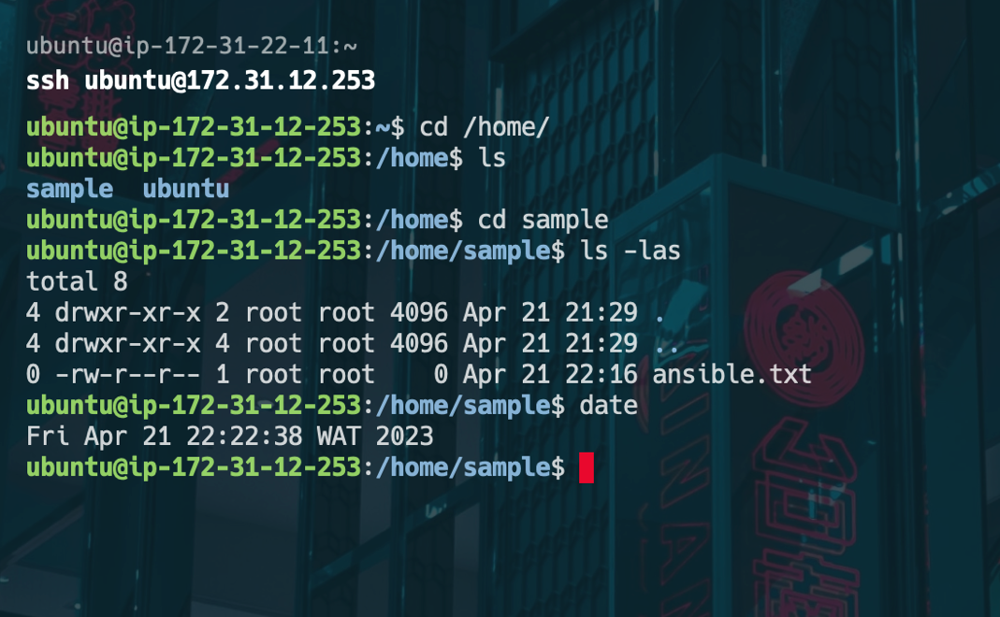 ubuntu@ip-172-31-22-11:~
ssh ubuntu@172.31.12.253
ubuntu@ip-172-31-12-253:~$ cd /home/
ubuntu@ip-172-31-12-253:/home$ ls
sample  ubuntu
ubuntu@ip-172-31-12-253:/home$ cd sample
ubuntu@ip-172-31-12-253:/home/sample$ ls -las
total 8
4 drwxr-xr-x 2 root root 4096 Apr 21 21:29 .
4 drwxr-xr-x 4 root root 4096 Apr 21 21:29 ..
0 -rw-r--r-- 1 root root    0 Apr 21 22:16 ansible.txt
ubuntu@ip-172-31-12-253:/home/sample$ date
Fri Apr 21 22:22:38 WAT 2023
ubuntu@ip-172-31-12-253:/home/sample$